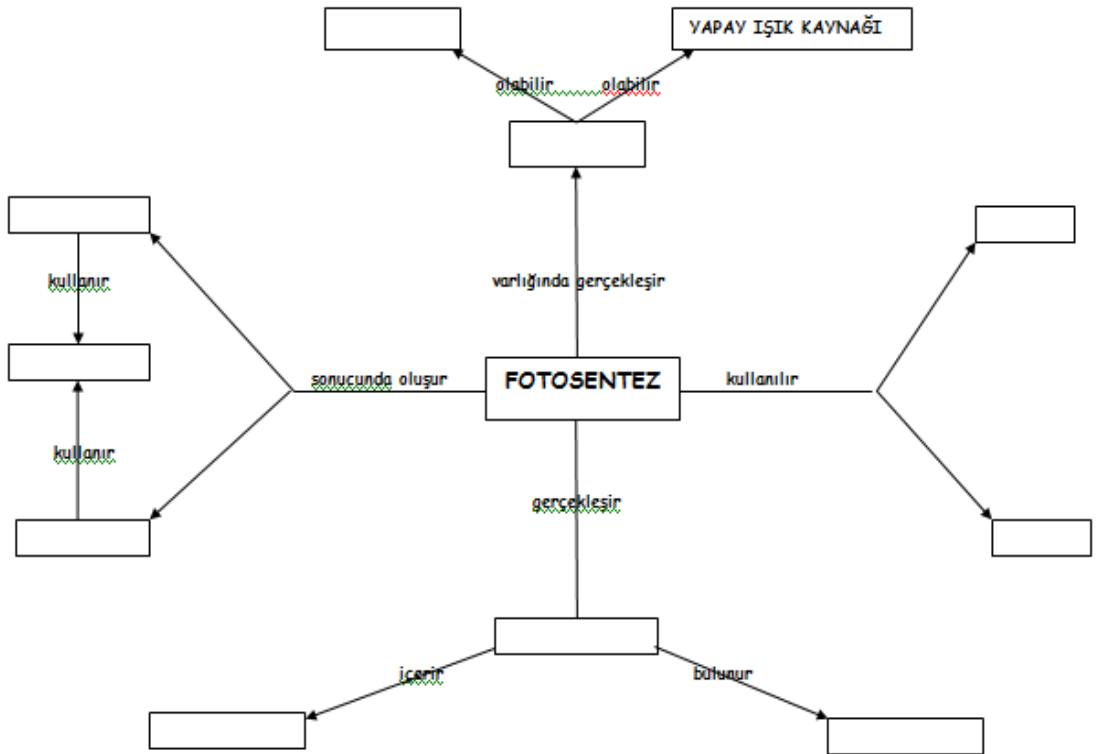 YAPAY IŞIK KAYNAĞI
olabilir olabilir
kullanır
varlığında gerçekleşir
sonucunda oluşur
FOTOSENTEZ
kullanılır
kullanır
gerçekleşir
içerir
bulunur